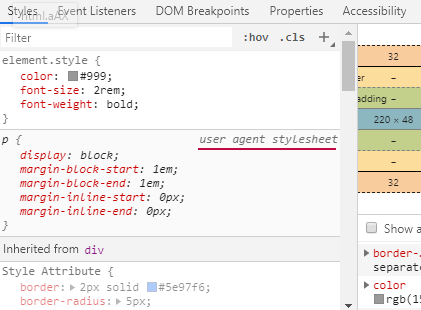 Styles Event Listeners DOM Breakpoints Properties Accessibility
html.aAX
Filter :hov .cls +
element.style {
color: #999;
font-size: 2rem;
font-weight: bold;
}
p { user agent stylesheet
display: block;
margin-block-start: 1em;
margin-block-end: 1em;
margin-inline-start: 0px;
margin-inline-end: 0px;
}
Inherited from div
Style Attribute {
border: 2px solid #5e97f6;
border-radius: 5px;
32
er –
adding –
220 × 48
–
–
32
Show a
border-.
separat
color
rgb(15